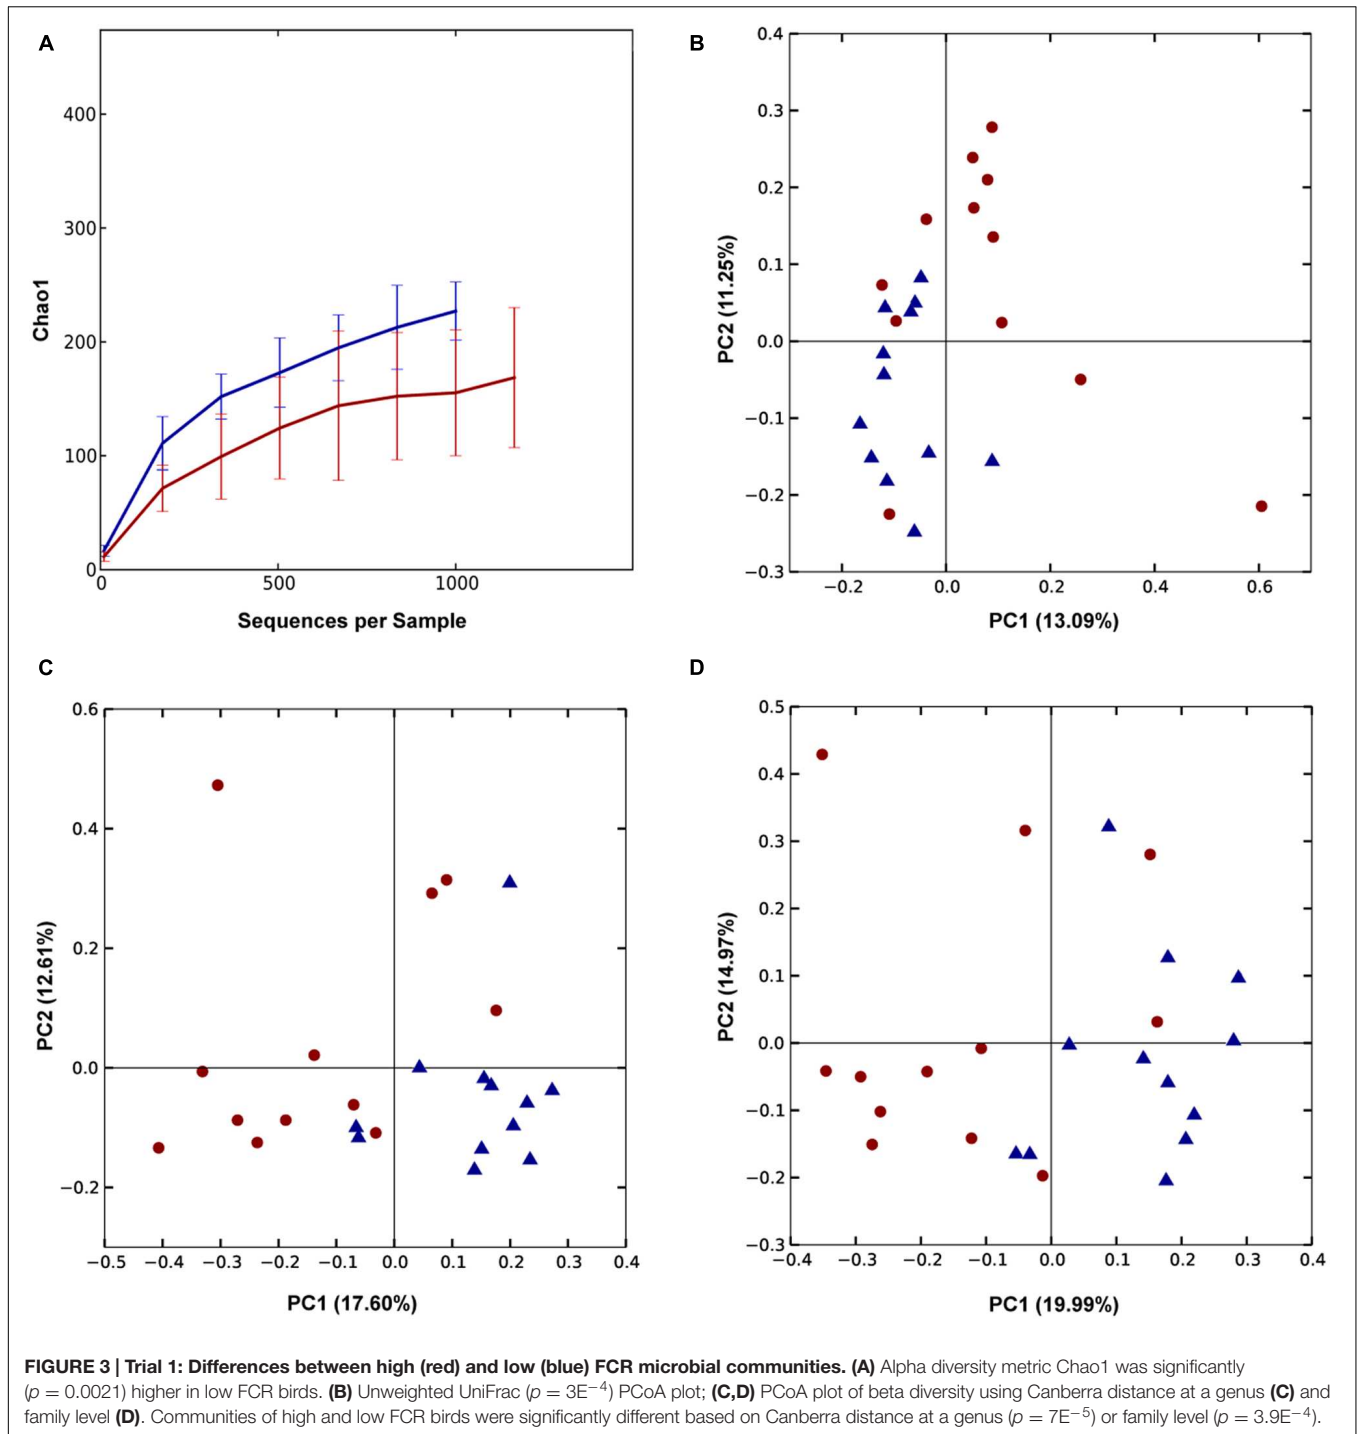 A
400
300
200
100
0
Chao1
0 500 1000
Sequences per Sample
B
0.4
0.3
0.2
0.1
0.0
−0.1
−0.2
−0.3
PC2 (11.25%)
−0.2 0.0 0.2 0.4 0.6
PC1 (13.09%)
C
0.6
0.4
0.2
0.0
−0.2
PC2 (12.61%)
−0.5 −0.4 −0.3 −0.2 −0.1 0.0 0.1 0.2 0.3 0.4
PC1 (17.60%)
D
0.5
0.4
0.3
0.2
0.1
0.0
−0.1
−0.2
−0.3
PC2 (14.97%)
−0.4 −0.3 −0.2 −0.1 0.0 0.1 0.2 0.3 0.4
PC1 (19.99%)
FIGURE 3 | Trial 1: Differences between high (red) and low (blue) FCR microbial communities. (A) Alpha diversity metric Chao1 was significantly
(p = 0.0021) higher in low FCR birds. (B) Unweighted UniFrac (p = 3E⁻⁴) PCoA plot; (C,D) PCoA plot of beta diversity using Canberra distance at a genus (C) and
family level (D). Communities of high and low FCR birds were significantly different based on Canberra distance at a genus (p = 7E⁻⁵) or family level (p = 3.9E⁻⁴).